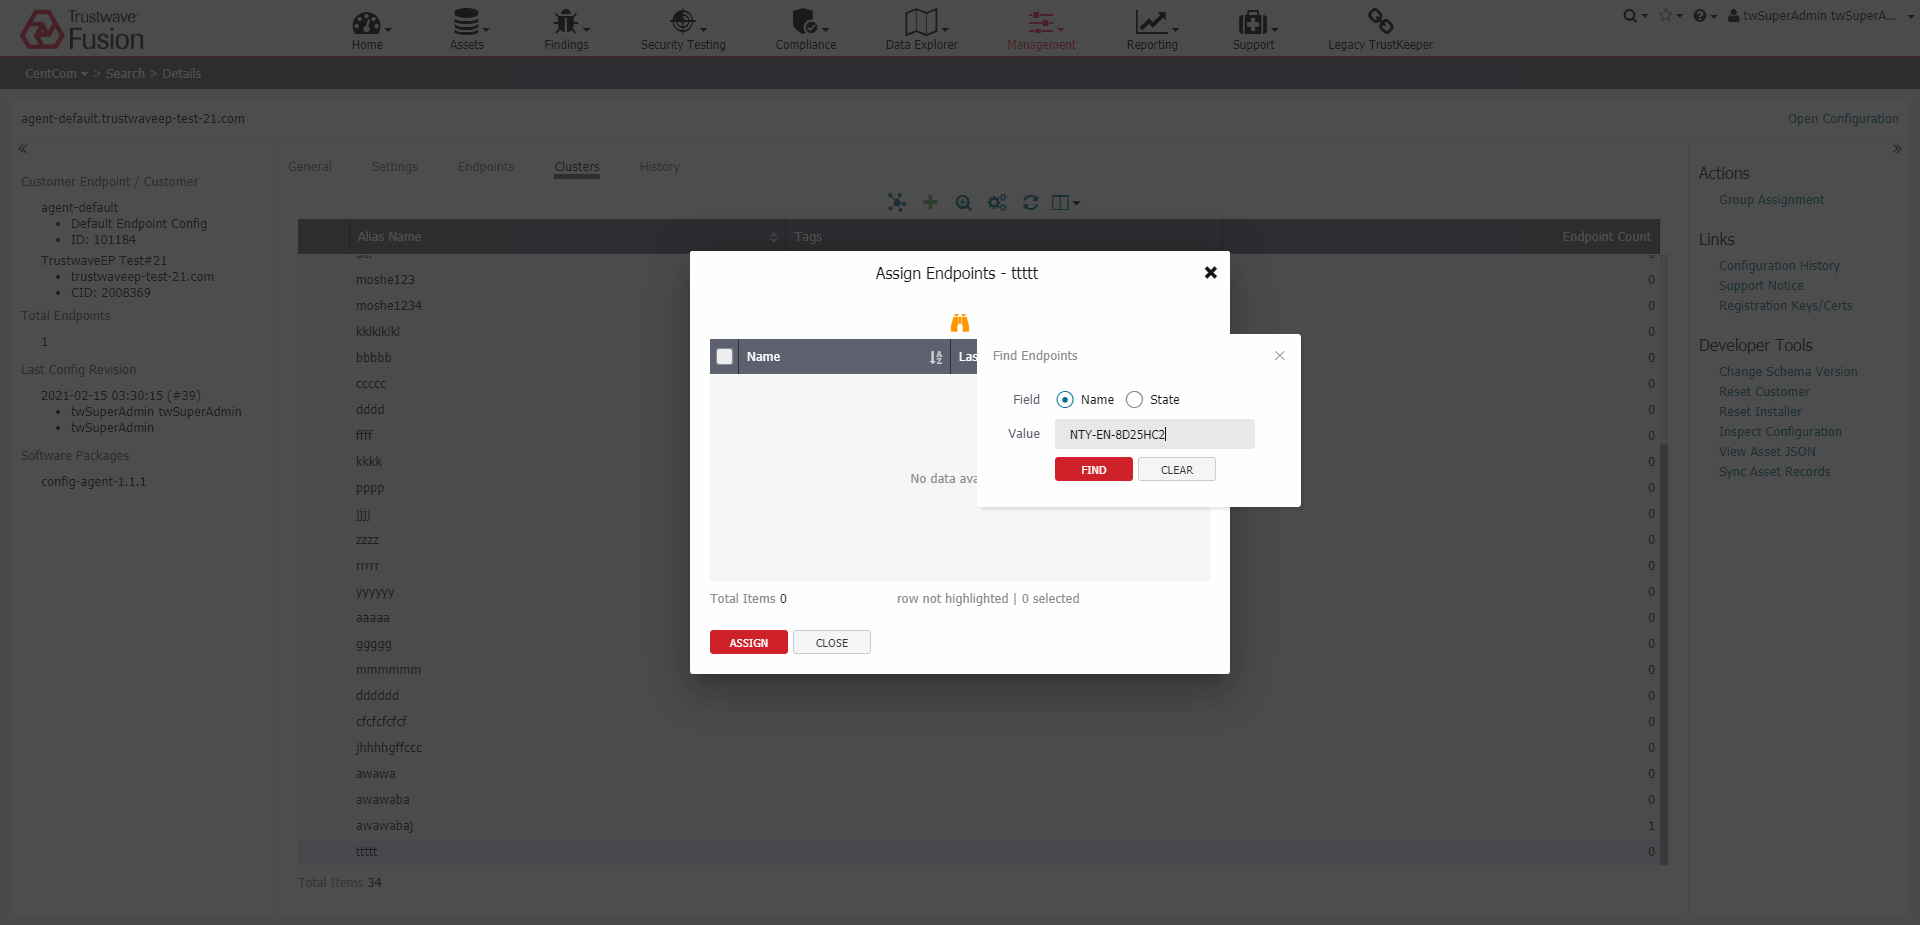 Trustwave
Fusion
Home
Assets
Findings
Security Testing
Compliance
Data Explorer
Management
Reporting
Support
Legacy TrustKeeper
twSuperAdmin twSuperA...
CentCom > Search > Details
agent-default.trustwaveep-test-21.com
Open Configuration
Customer Endpoint / Customer
agent-default
• Default Endpoint Config
• ID: 101184
TrustwaveEP Test#21
• trustwaveep-test-21.com
• CID: 2008369
Total Endpoints
1
Last Config Revision
2021-02-15 03:30:15 (#39)
• twSuperAdmin twSuperAdmin
• twSuperAdmin
Software Packages
config-agent-1.1.1
General
Settings
Endpoints
Clusters
History
Alias Name
Tags
Endpoint Count
moshe123 0
moshe1234 0
kklklklkl 0
bbbbb 0
ccccc 0
dddd 0
ffff 0
kkkk 0
pppp 0
jjjj 0
zzzz 0
rrrrr 0
yyyyyy 0
aaaaa 0
ggggg 0
mmmmmm 0
dddddd 0
cfcfcfcfcf 0
jhhhhgffccc 0
awawa 0
awawaba 0
awawabaj 1
ttttt 0
Total Items 34
Assign Endpoints - ttttt
Name
Las
No data ava
Total Items 0
row not highlighted | 0 selected
ASSIGN
CLOSE
Find Endpoints
Field
Name
State
Value
NTY-EN-8D25HC2
FIND
CLEAR
Actions
Group Assignment
Links
Configuration History
Support Notice
Registration Keys/Certs
Developer Tools
Change Schema Version
Reset Customer
Reset Installer
Inspect Configuration
View Asset JSON
Sync Asset Records